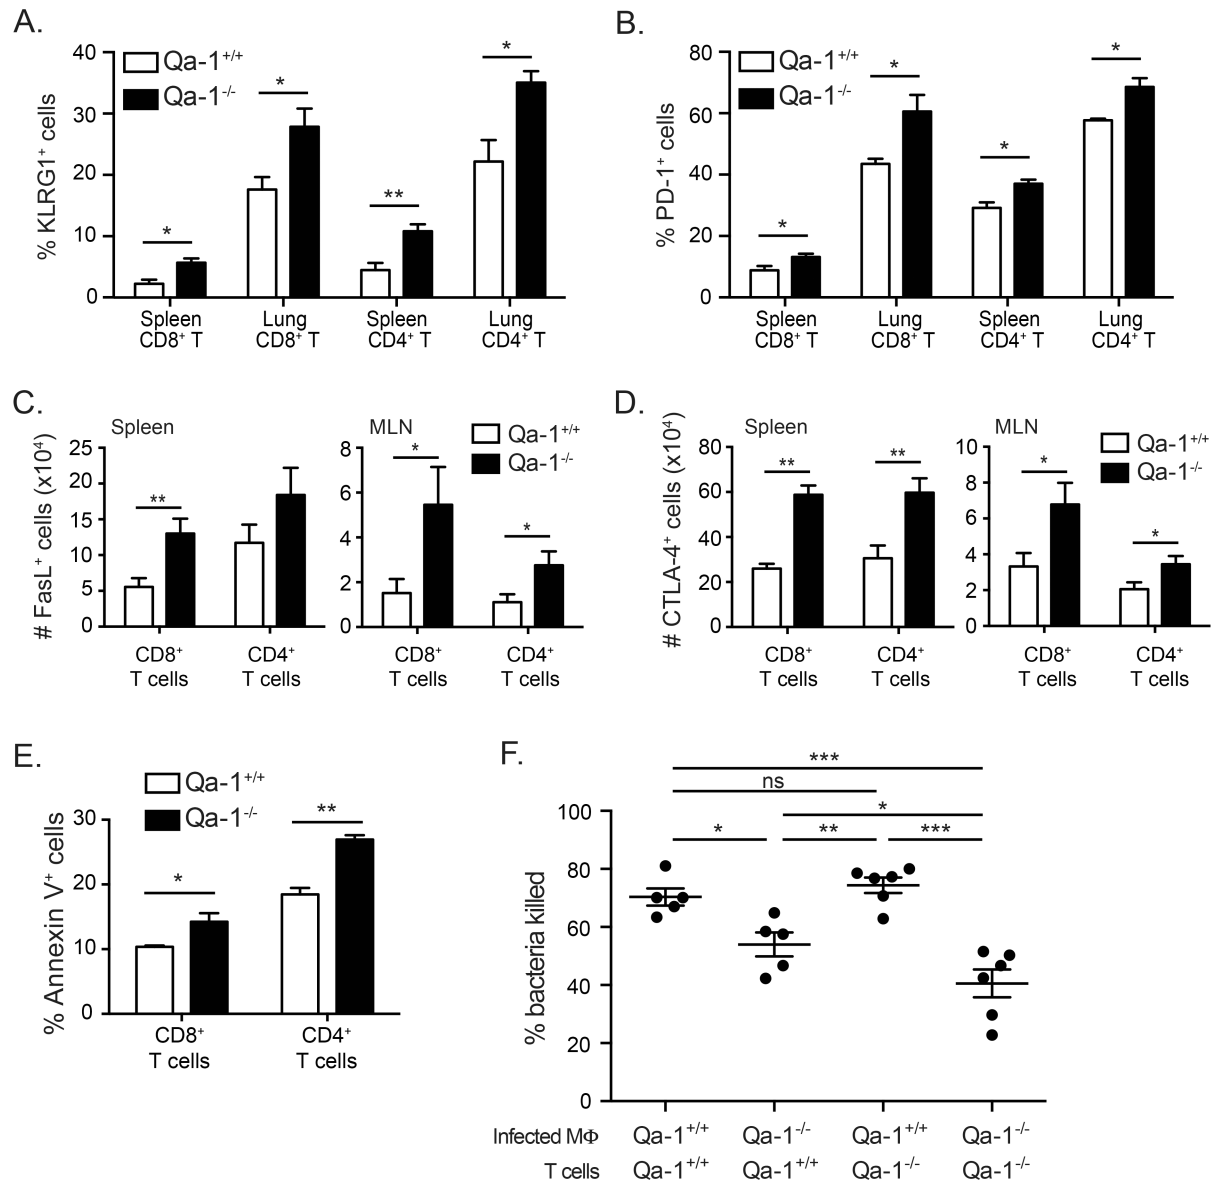 A.
% KLRG1⁺ cells
40
30
20
10
0
Qa-1⁺/⁺
Qa-1⁻/⁻
*
*
**
*
Spleen
CD8⁺ T
Lung
CD8⁺ T
Spleen
CD4⁺ T
Lung
CD4⁺ T
B.
% PD-1⁺ cells
80
60
40
20
0
Qa-1⁺/⁺
Qa-1⁻/⁻
*
*
*
*
Spleen
CD8⁺ T
Lung
CD8⁺ T
Spleen
CD4⁺ T
Lung
CD4⁺ T
C.
# FasL⁺ cells (x10⁴)
Spleen
25
20
15
10
5
0
**
CD8⁺
T cells
CD4⁺
T cells
MLN
8
6
4
2
0
*
*
CD8⁺
T cells
CD4⁺
T cells
Qa-1⁺/⁺
Qa-1⁻/⁻
D.
# CTLA-4⁺ cells (x10⁴)
Spleen
80
60
40
20
0
**
**
CD8⁺
T cells
CD4⁺
T cells
MLN
10
8
6
4
2
0
*
*
CD8⁺
T cells
CD4⁺
T cells
Qa-1⁺/⁺
Qa-1⁻/⁻
E.
% Annexin V⁺ cells
Qa-1⁺/⁺
Qa-1⁻/⁻
30
20
10
0
*
**
CD8⁺
T cells
CD4⁺
T cells
F.
% bacteria killed
100
80
60
40
20
0
***
ns
*
* ** ***
Infected MΦ Qa-1⁺/⁺ Qa-1⁻/⁻ Qa-1⁺/⁺ Qa-1⁻/⁻
T cells Qa-1⁺/⁺ Qa-1⁺/⁺ Qa-1⁻/⁻ Qa-1⁻/⁻